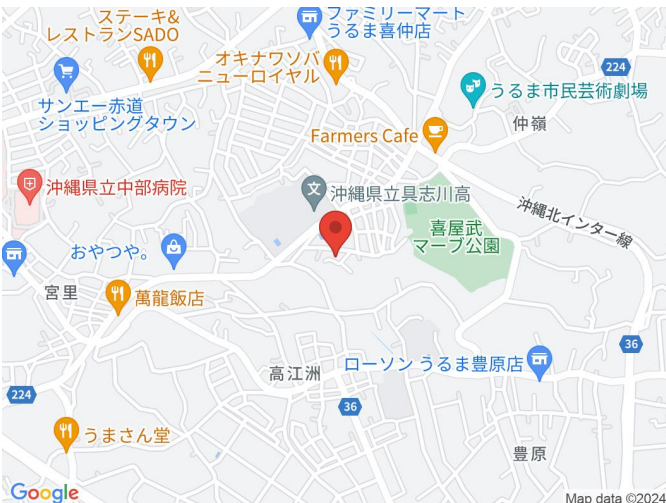 ステーキ&
レストランSADO
ファミリーマート
うるま喜仲店
オキナワソバ
ニューロイヤル
224
サンエー赤道
ショッピングタウン
うるま市民芸術劇場
仲嶺
Farmers Cafe
沖縄県立中部病院
文
沖縄県立具志川高
沖縄北インター線
喜屋武
マーブ公園
おやつや。
宮里
萬龍飯店
36
ローソン うるま豊原店
高江洲
224
36
うまさん堂
豊原
Google
Map data ©2024